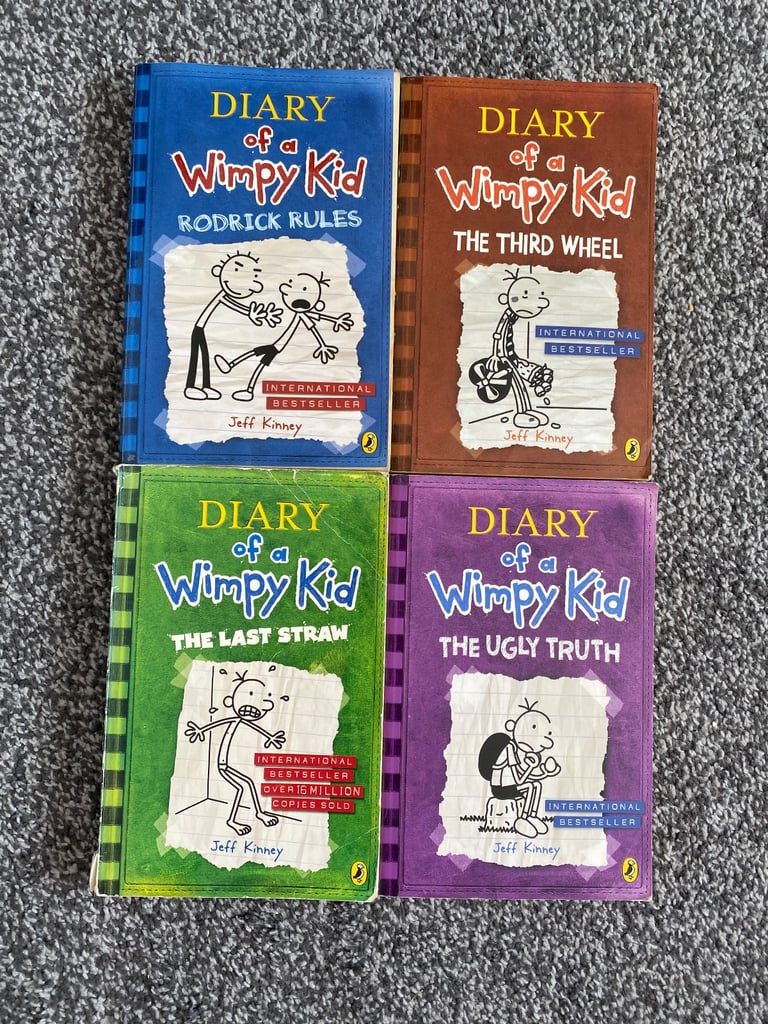 DIARY
of a
Wimpy Kid
RODRICK RULES
INTERNATIONAL
BESTSELLER
Jeff Kinney
DIARY
of a
Wimpy Kid
THE THIRD WHEEL
INTERNATIONAL
BESTSELLER
Jeff Kinney
DIARY
of a
Wimpy Kid
THE LAST STRAW
INTERNATIONAL
BESTSELLER
OVER 16 MILLION
COPIES SOLD
Jeff Kinney
DIARY
of a
Wimpy Kid
THE UGLY TRUTH
INTERNATIONAL
BESTSELLER
Jeff Kinney